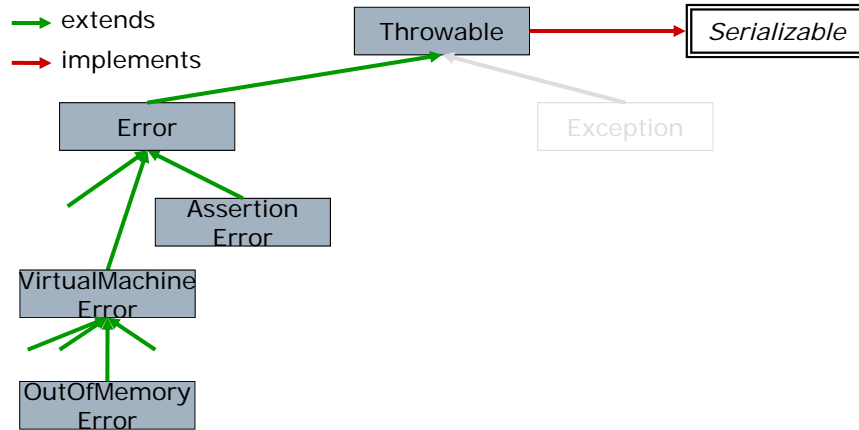 extends
implements
Throwable
Serializable
Error
Exception
Assertion
Error
VirtualMachine
Error
OutOfMemory
Error